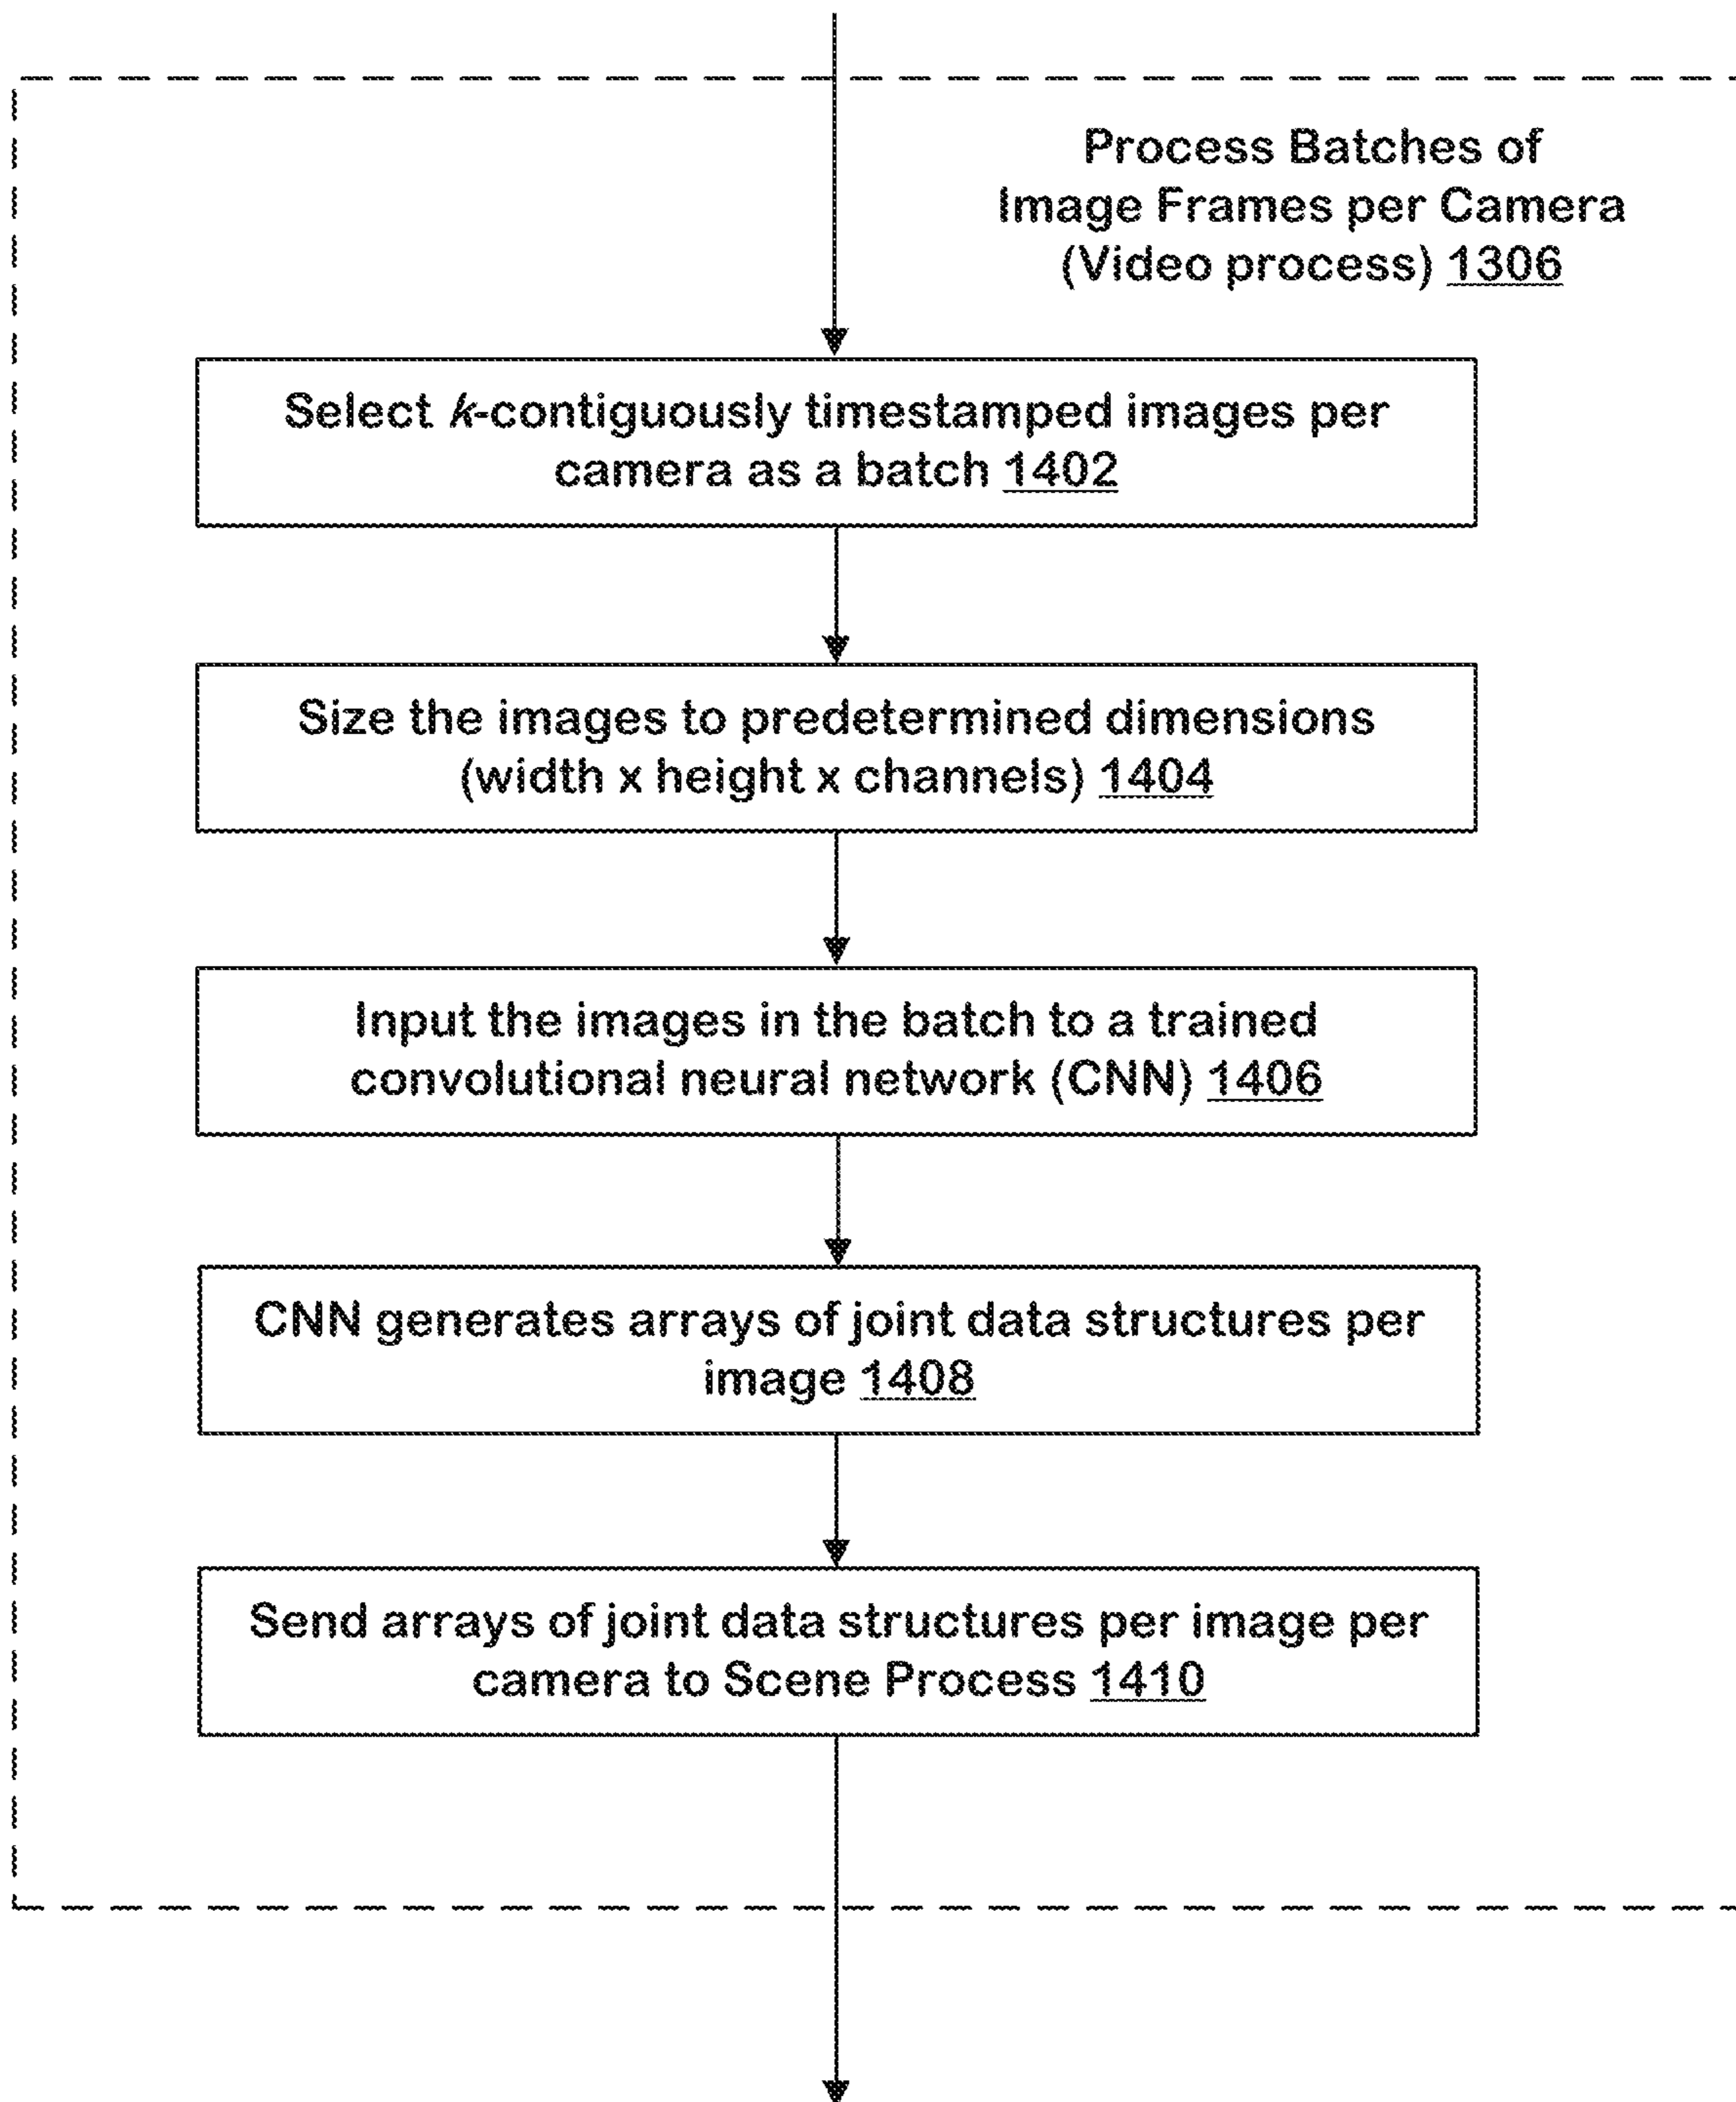 Process Batches of
Image Frames per Camera
(Video process) 1306
Select k-contiguously timestamped images per
camera as a batch 1402
Size the images to predetermined dimensions
(width x height x channels) 1404
Input the images in the batch to a trained
convolutional neural network (CNN) 1406
CNN generates arrays of joint data structures per
image 1408
Send arrays of joint data structures per image per
camera to Scene Process 1410